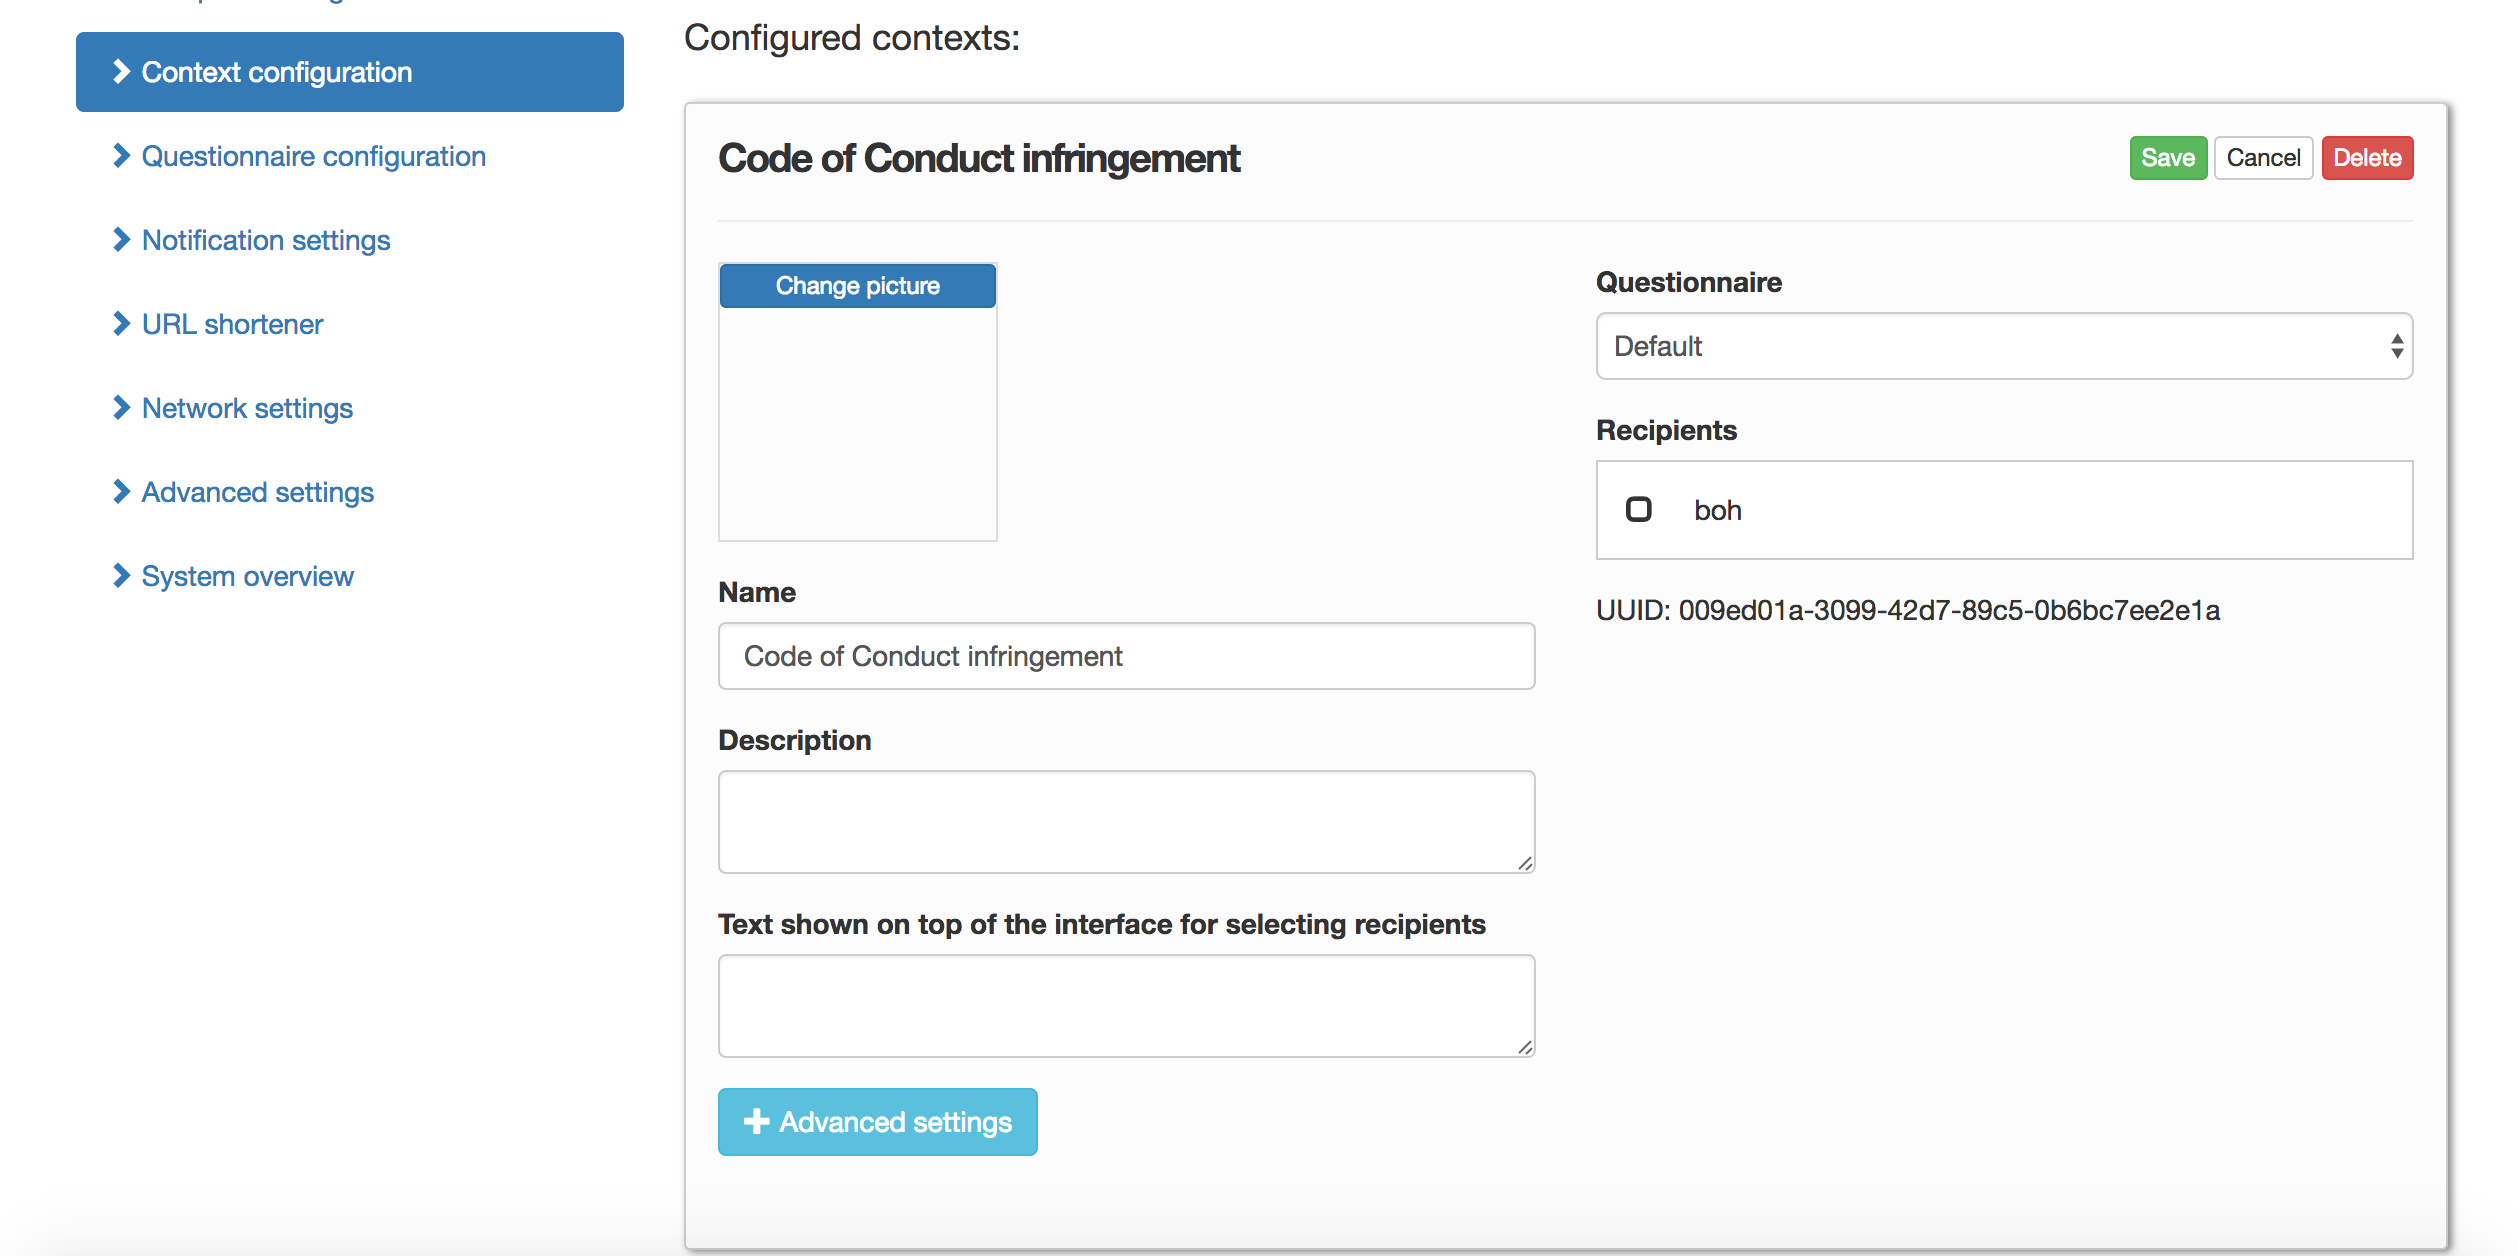 Context configuration
Questionnaire configuration
Notification settings
URL shortener
Network settings
Advanced settings
System overview
Configured contexts:
Code of Conduct infringement
Save Cancel Delete
Change picture
Name
Code of Conduct infringement
Description
Text shown on top of the interface for selecting recipients
Advanced settings
Questionnaire
Default
Recipients
boh
UUID: 009ed01a-3099-42d7-89c5-0b6bc7ee2e1a